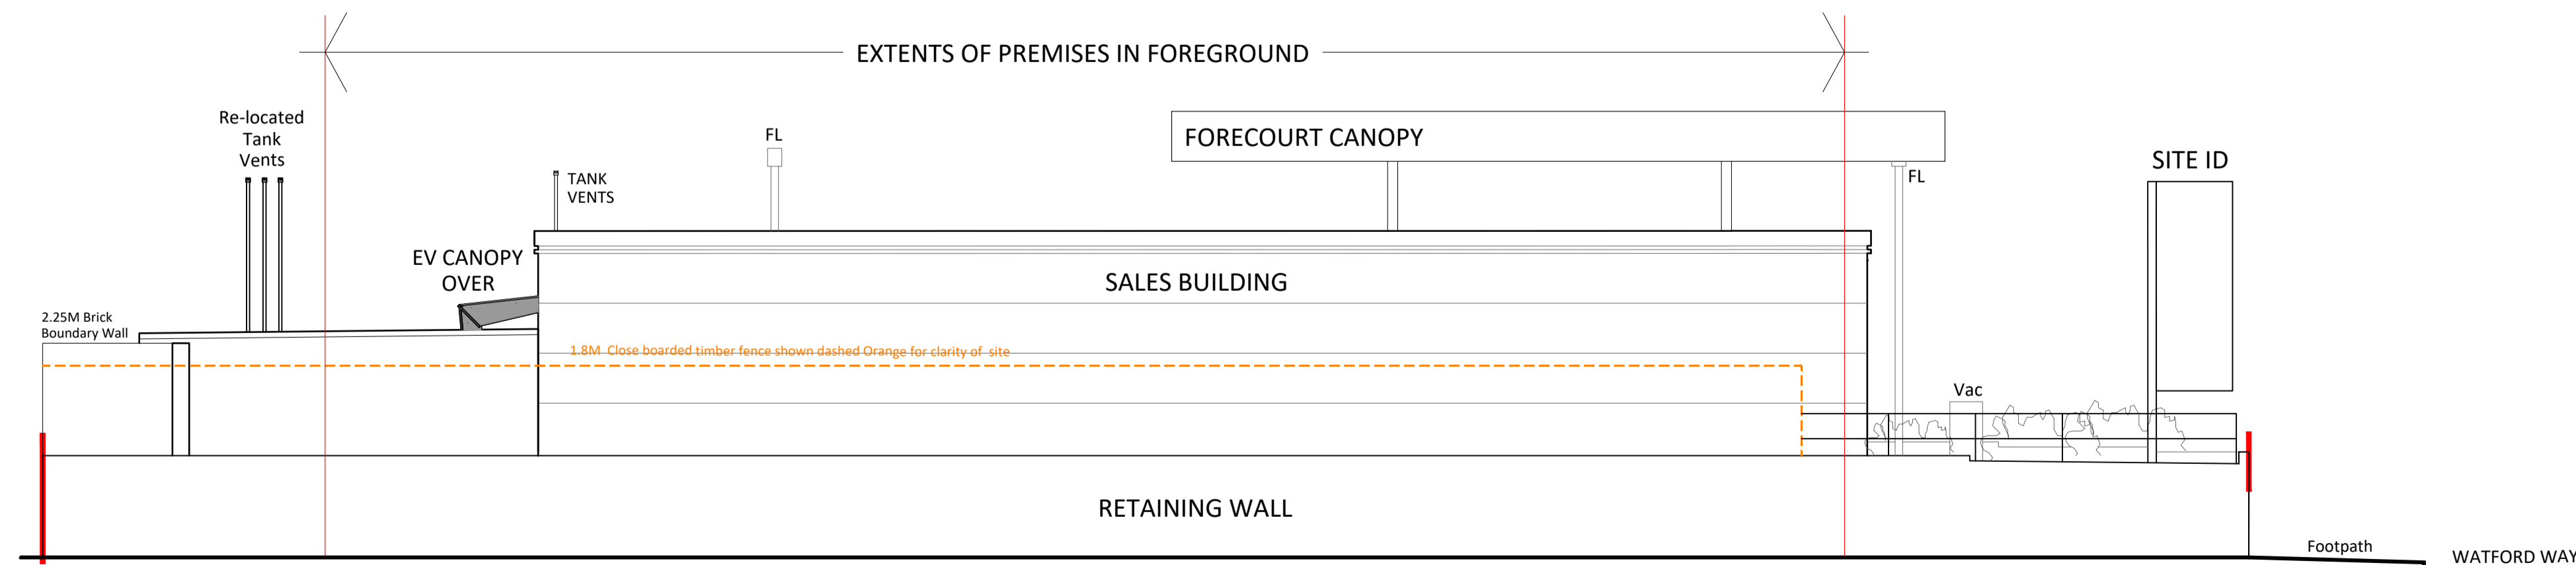 EXTENTS OF PREMISES IN FOREGROUND
Re-located
Tank
Vents
FL
FORECOURT CANOPY
SITE ID
TANK
VENTS
FL
EV CANOPY
OVER
SALES BUILDING
2.25M Brick
Boundary Wall
1.8M Close boarded timber fence shown dashed Orange for clarity of site
Vac
RETAINING WALL
Footpath
WATFORD WAY